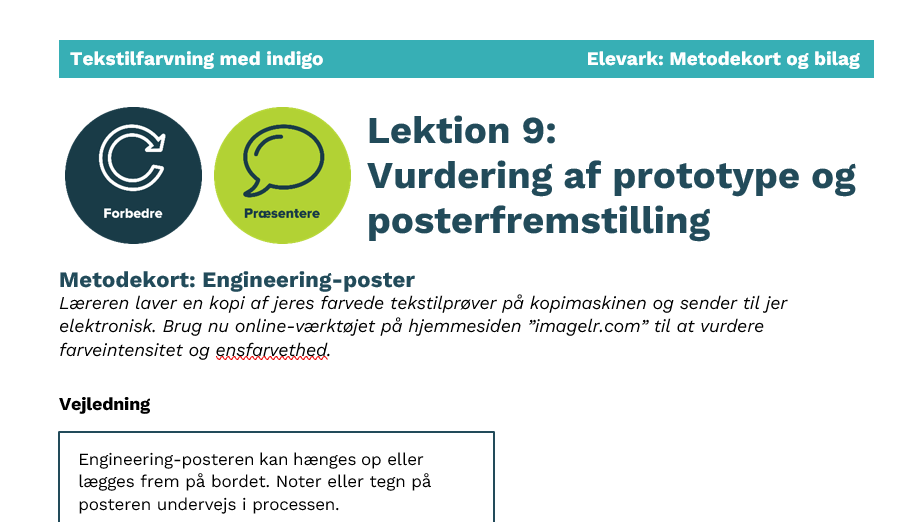 Tekstilfarvning med indigo
Elevark: Metodekort og bilag
Forbedre
Præsentere
Lektion 9:
Vurdering af prototype og
posterfremstilling
Metodekort: Engineering-poster
Læreren laver en kopi af jeres farvede tekstilprøver på kopimaskinen og sender til jer
elektronisk. Brug nu online-værktøjet på hjemmesiden ”imagelr.com” til at vurdere
farveintensitet og ensfarvethed.
Vejledning
Engineering-posteren kan hænges op eller
lægges frem på bordet. Noter eller tegn på
posteren undervejs i processen.